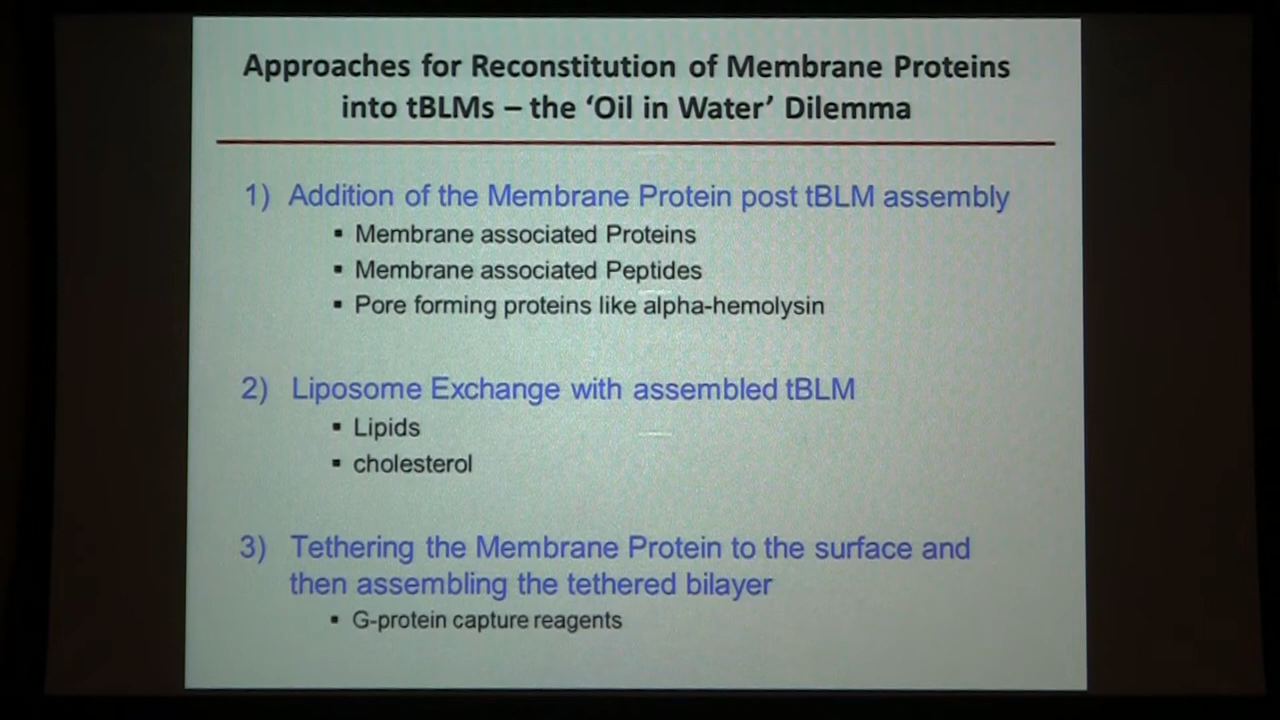 Approaches for Reconstitution of Membrane Proteins
into tBLMs – the ‘Oil in Water’ Dilemma
1) Addition of the Membrane Protein post tBLM assembly
▪ Membrane associated Proteins
▪ Membrane associated Peptides
▪ Pore forming proteins like alpha-hemolysin
2) Liposome Exchange with assembled tBLM
▪ Lipids
▪ cholesterol
3) Tethering the Membrane Protein to the surface and
then assembling the tethered bilayer
▪ G-protein capture reagents